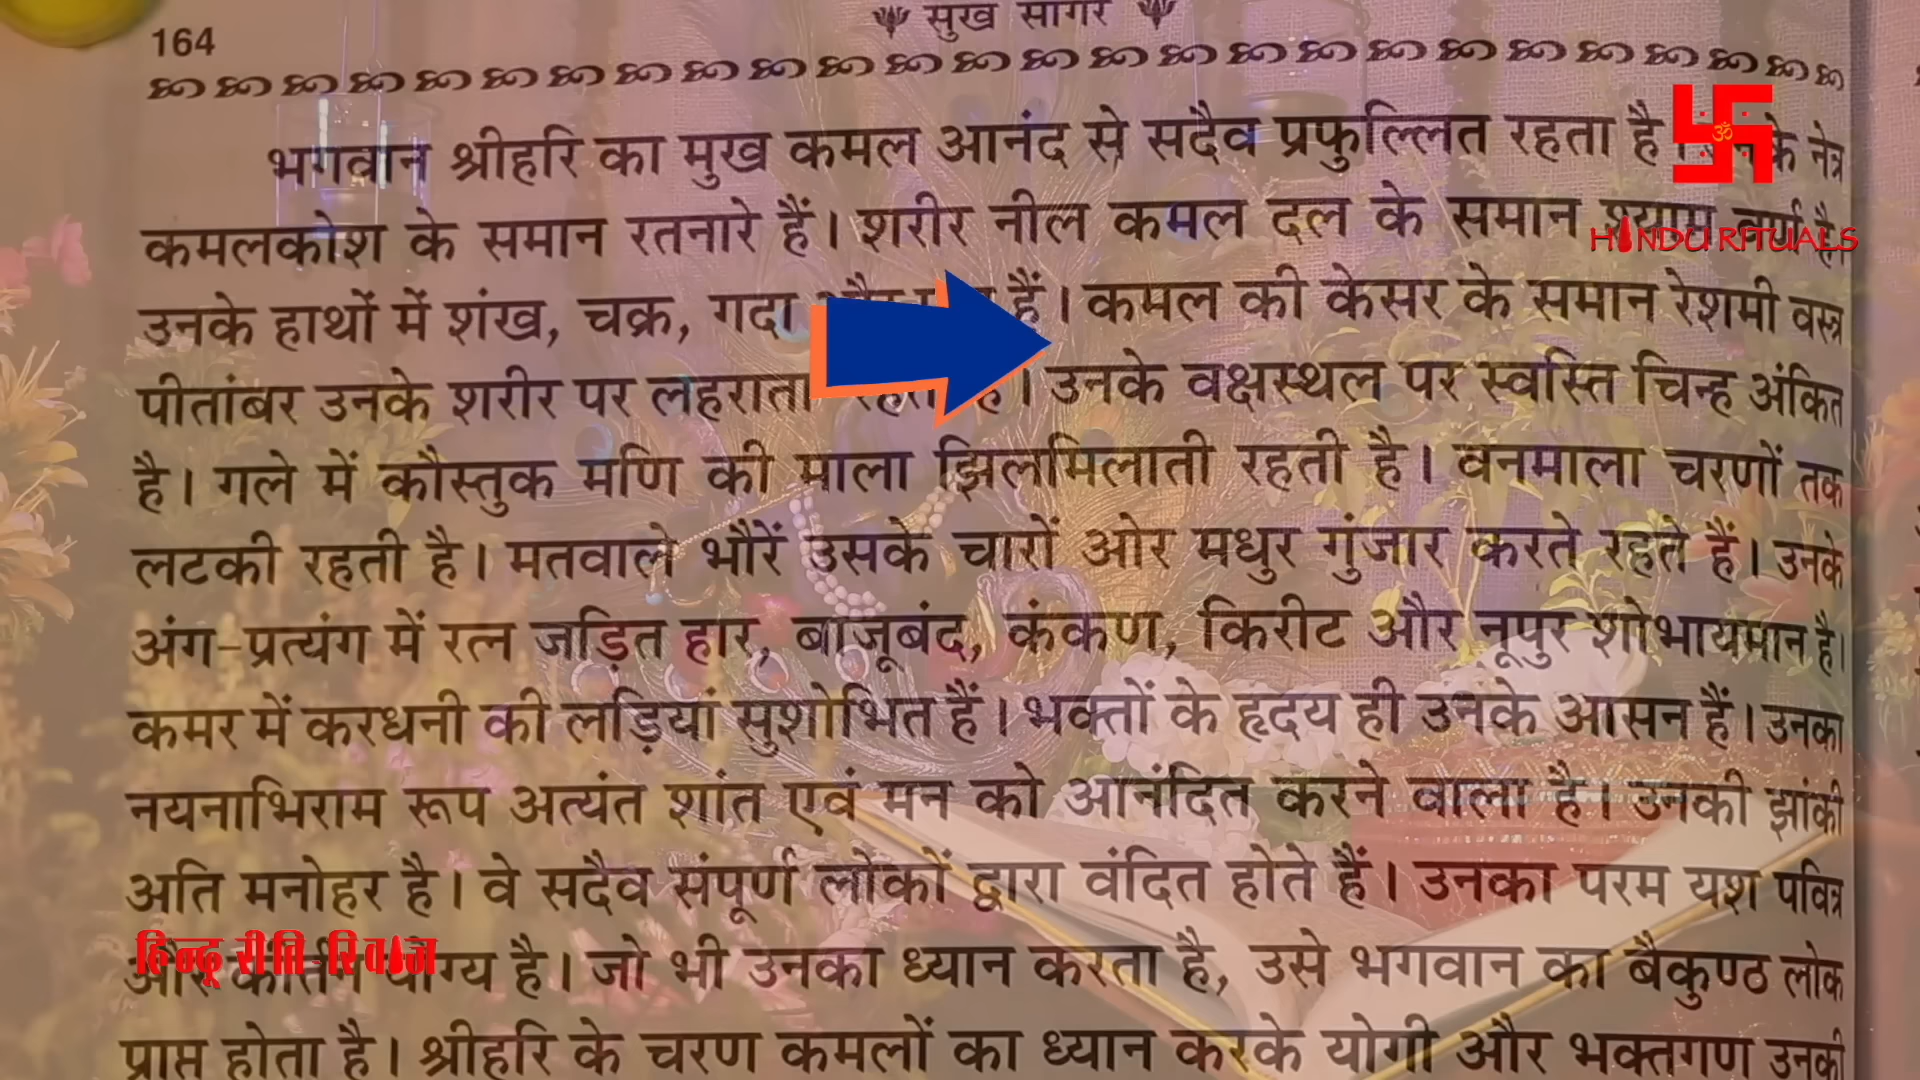 164
सुख सागर
भगवान श्रीहरि का मुख कमल आनंद से सदैव प्रफुल्लित रहता है। के नेत्र
कमलकोश के समान रतनारे हैं। शरीर नील कमल दल के समान श्याम वर्ण है।
HINDU RITUALS
उनके हाथों में शंख, चक्र, गदा हैं। कमल की केसर के समान रेशमी वस्त्र
पीतांबर उनके शरीर पर लहराता रहता है। उनके वक्षस्थल पर स्वस्ति चिन्ह अंकित
है। गले में कौस्तुक मणि की माला झिलमिलाती रहती है। वनमाला चरणों तक
लटकी रहती है। मतवाले भौरें उसके चारों ओर मधुर गुंजार करते रहते हैं। उनके
अंग-प्रत्यंग में रत्न जड़ित हार, बाजूबंद, कंकण, किरीट और नूपुर शोभायमान है।
कमर में करधनी की लड़ियां सुशोभित हैं। भक्तों के हृदय ही उनके आसन हैं। उनका
नयनाभिराम रूप अत्यंत शांत एवं मन को आनंदित करने वाला है। उनकी झांकी
अति मनोहर है। वे सदैव संपूर्ण लोकों द्वारा वंदित होते हैं। उनका परम यश पवित्र
हिन्दू रीति-रिवाज
और कीर्तन योग्य है। जो भी उनका ध्यान करता है, उसे भगवान का बैकुण्ठ लोक
प्राप्त होता है। श्रीहरि के चरण कमलों का ध्यान करके योगी और भक्तगण उनकी